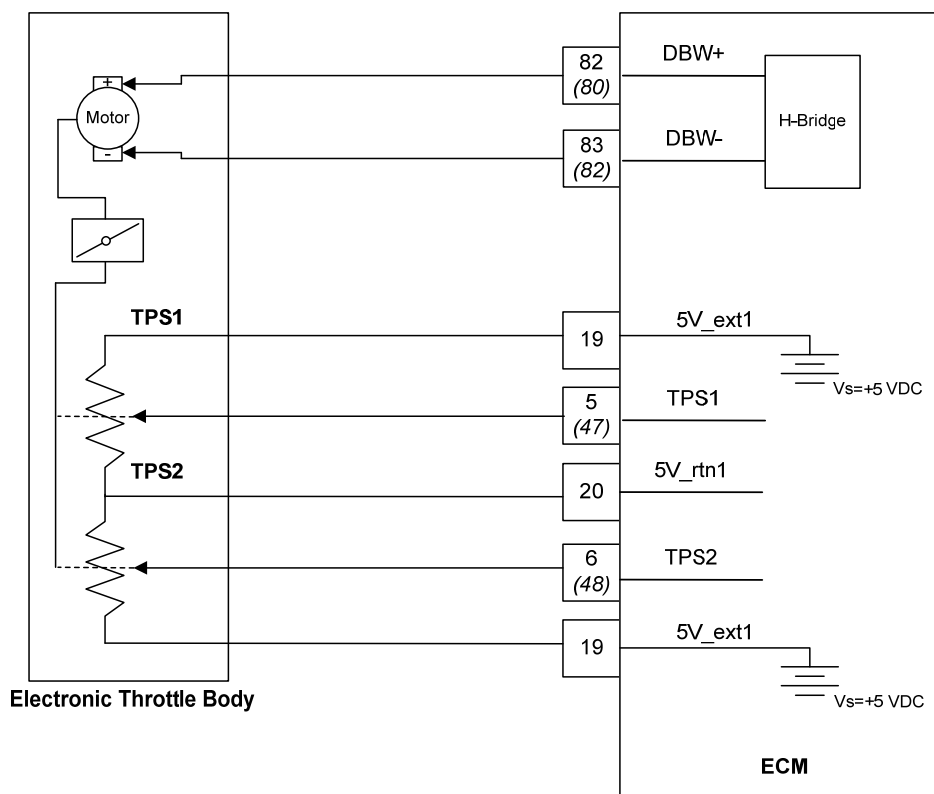 82
(80)
DBW+
+
Motor
-
H-Bridge
83
(82)
DBW-
TPS1
19
5V_ext1
Vs=+5 VDC
5
(47)
TPS1
TPS2
20
5V_rtn1
6
(48)
TPS2
19
5V_ext1
Vs=+5 VDC
Electronic Throttle Body
ECM